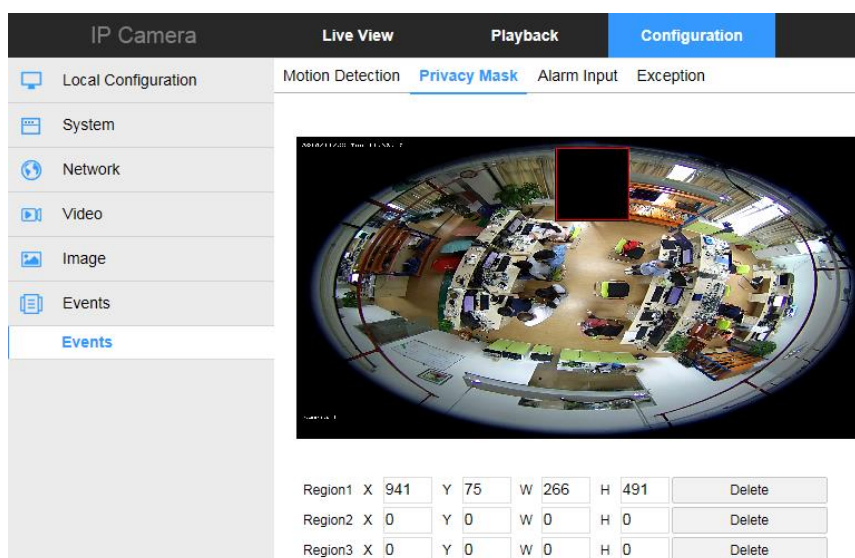 IP Camera
Live View
Playback
Configuration
Local Configuration
System
Network
Video
Image
Events
Events
Motion Detection
Privacy Mask
Alarm Input
Exception
Region1 X 941 Y 75 W 266 H 491 Delete
Region2 X 0 Y 0 W 0 H 0 Delete
Region3 X 0 Y 0 W 0 H 0 Delete